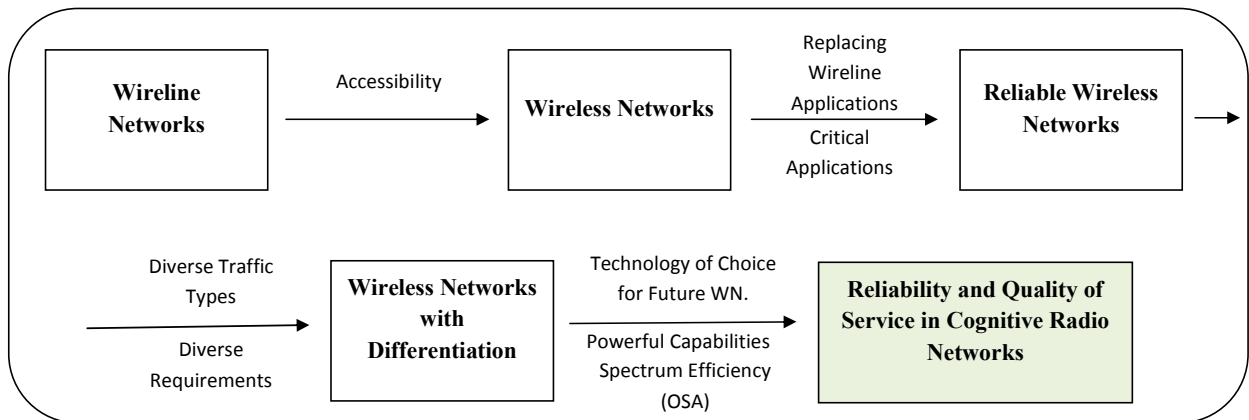 Wireline
Networks
Accessibility
Wireless Networks
Replacing
Wireline
Applications
Critical
Applications
Reliable Wireless
Networks
Diverse Traffic
Types
Diverse
Requirements
Wireless Networks
with
Differentiation
Technology of Choice
for Future WN.
Powerful Capabilities
Spectrum Efficiency
(OSA)
Reliability and Quality of
Service in Cognitive Radio
Networks